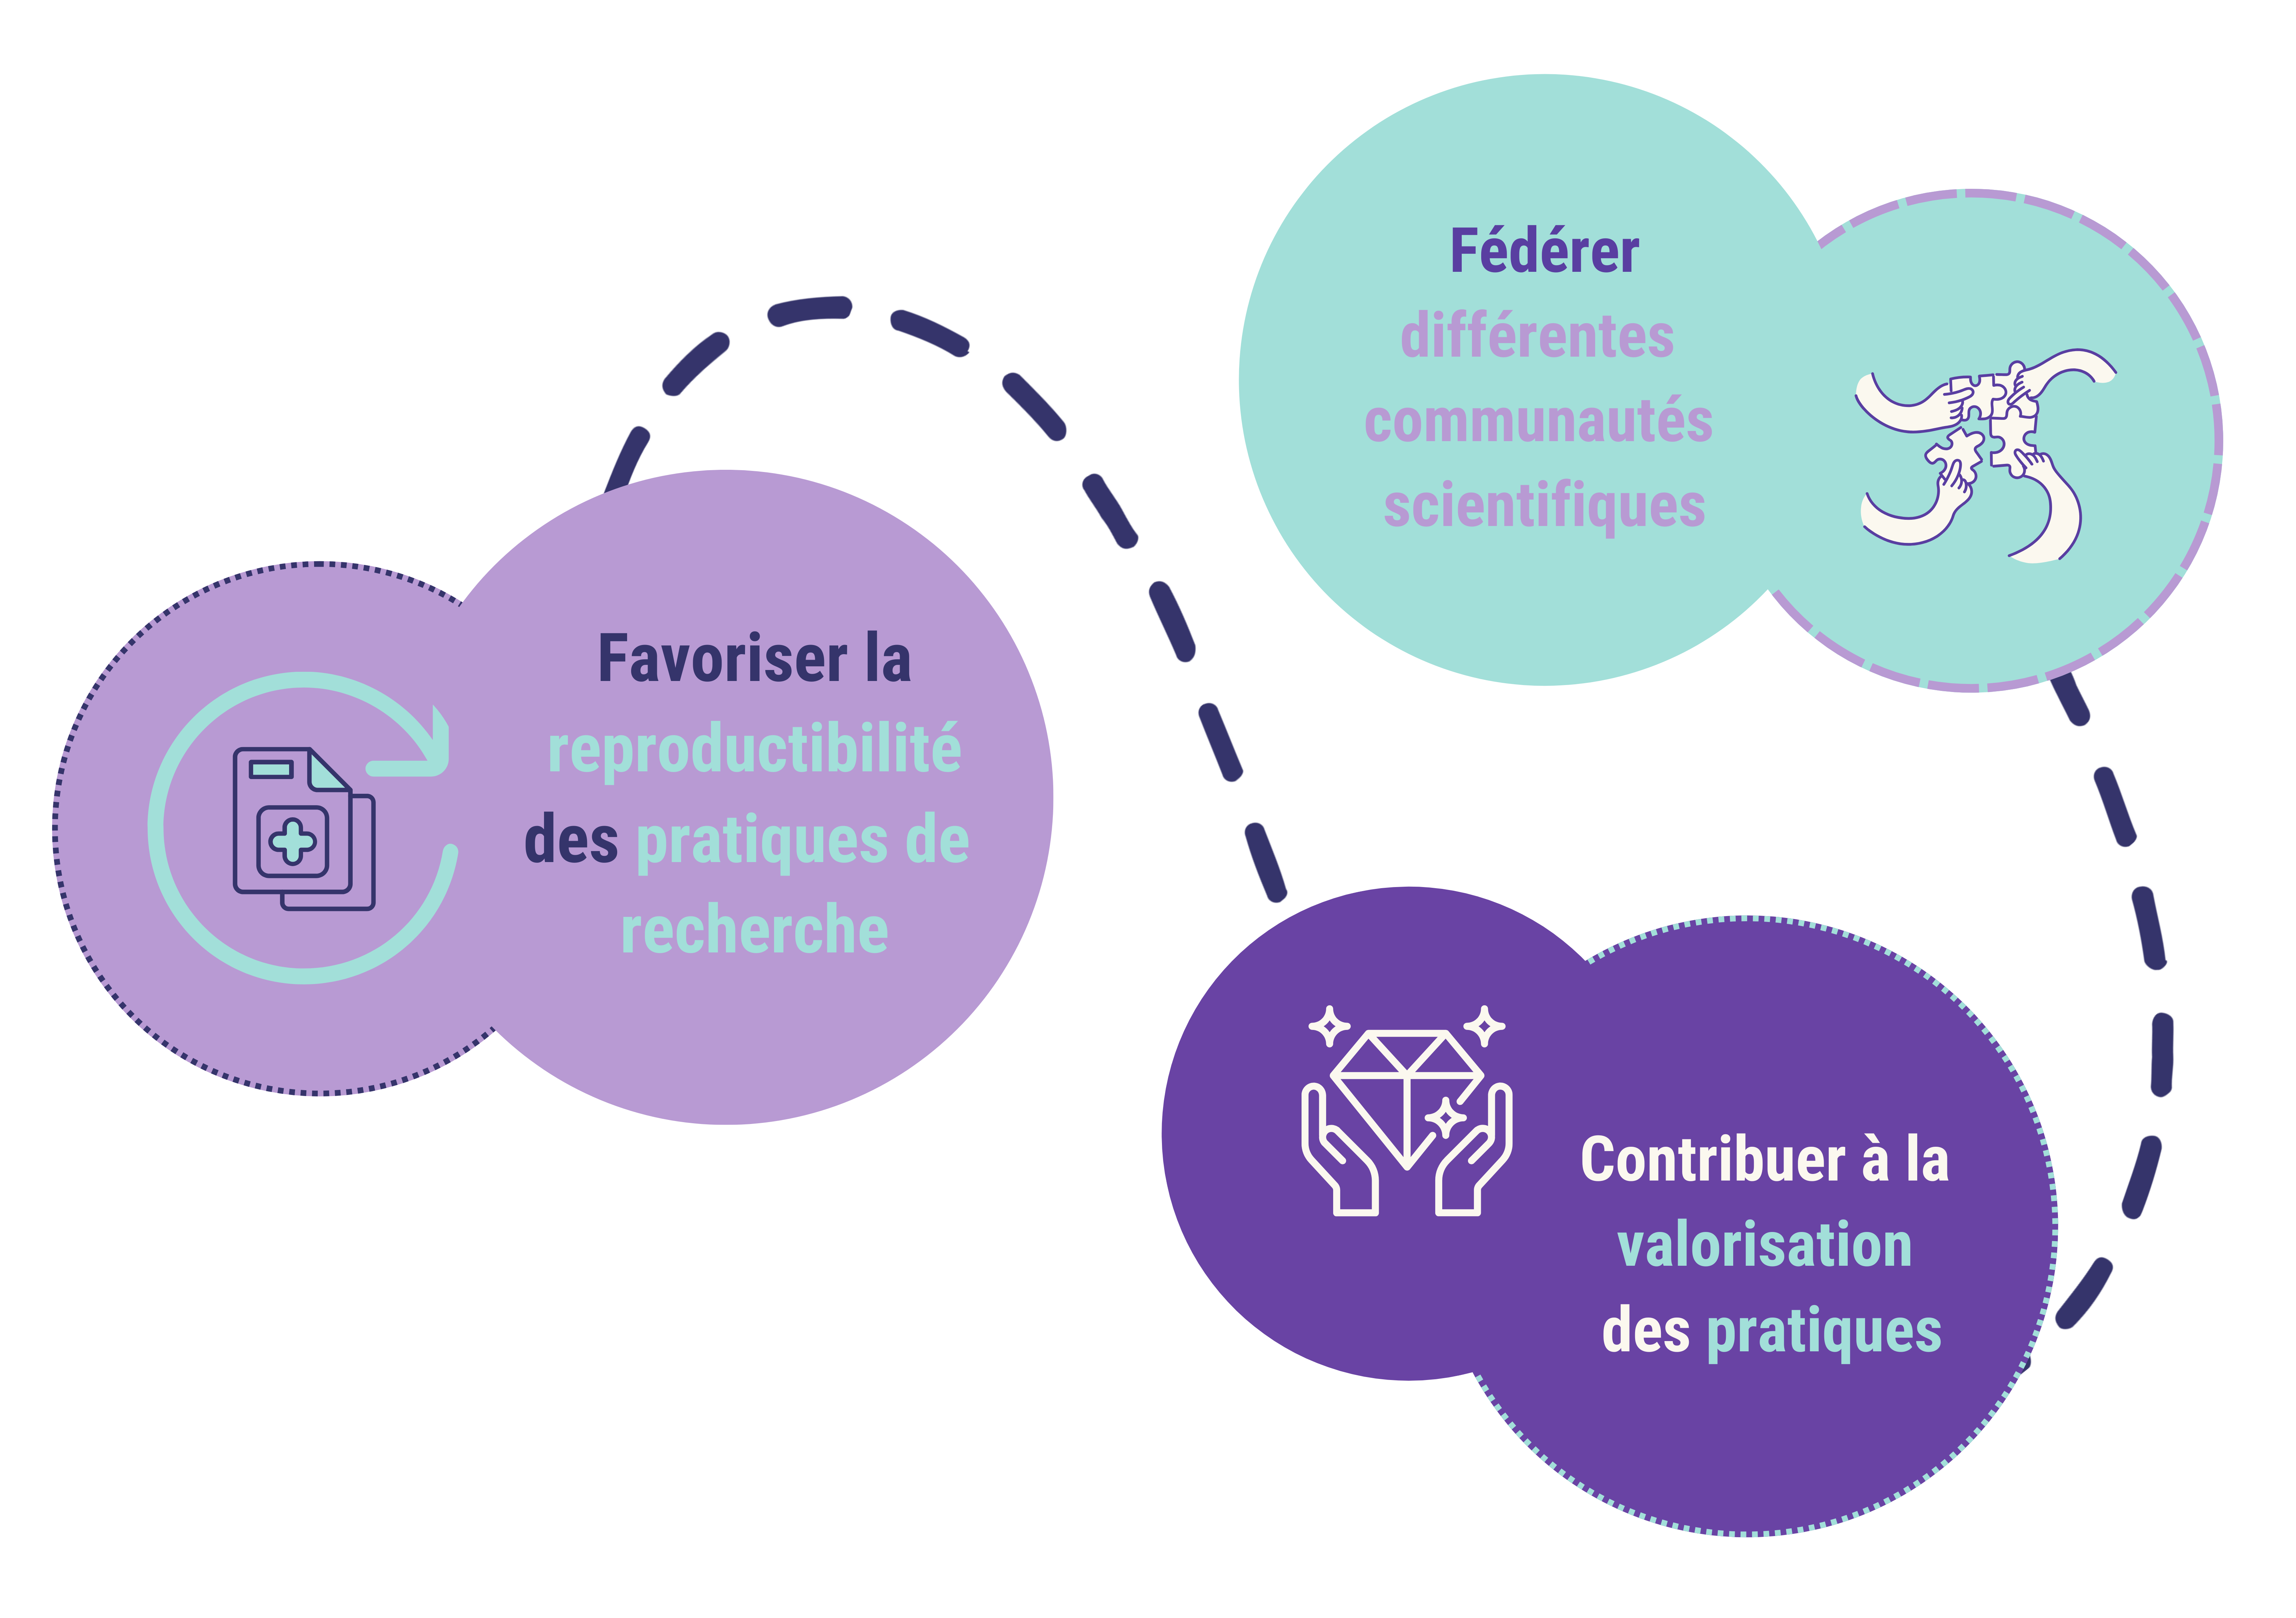 Favoriser la
reproductibilité
des pratiques de
recherche
Fédérer
différentes
communautés
scientifiques
Contribuer à la
valorisation
des pratiques